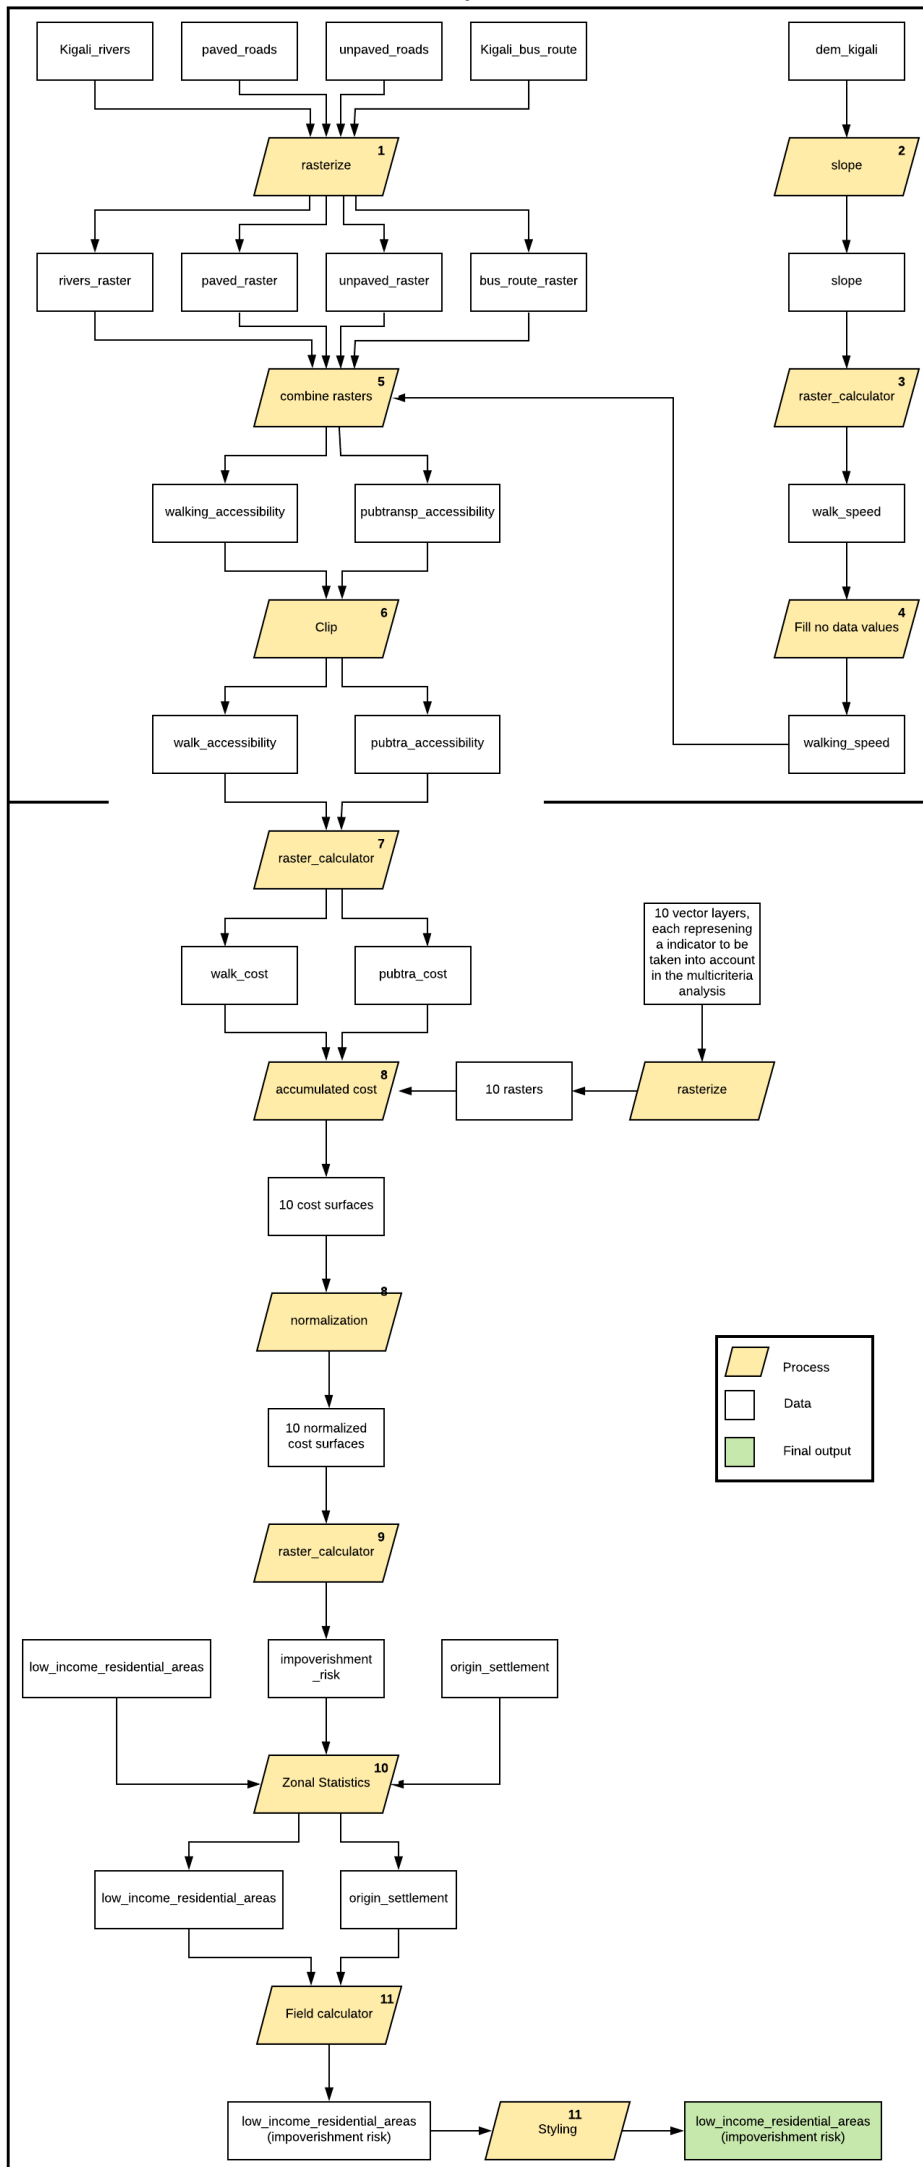 Kigali_rivers
paved_roads
unpaved_roads
Kigali_bus_route
dem_kigali
1
rasterize
2
slope
rivers_raster
paved_raster
unpaved_raster
bus_route_raster
slope
5
combine rasters
3
raster_calculator
walking_accessibility
pubtransp_accessibility
walk_speed
6
Clip
4
Fill no data values
walk_accessibility
pubtra_accessibility
walking_speed
7
raster_calculator
walk_cost
pubtra_cost
10 vector layers,
each represening
a indicator to be
taken into account
in the multicriteria
analysis
8
accumulated cost
10 rasters
rasterize
10 cost surfaces
8
normalization
Process
Data
Final output
10 normalized
cost surfaces
9
raster_calculator
low_income_residential_areas
impoverishment
_risk
origin_settlement
10
Zonal Statistics
low_income_residential_areas
origin_settlement
11
Field calculator
low_income_residential_areas
(impoverishment risk)
11
Styling
low_income_residential_areas
(impoverishment risk)